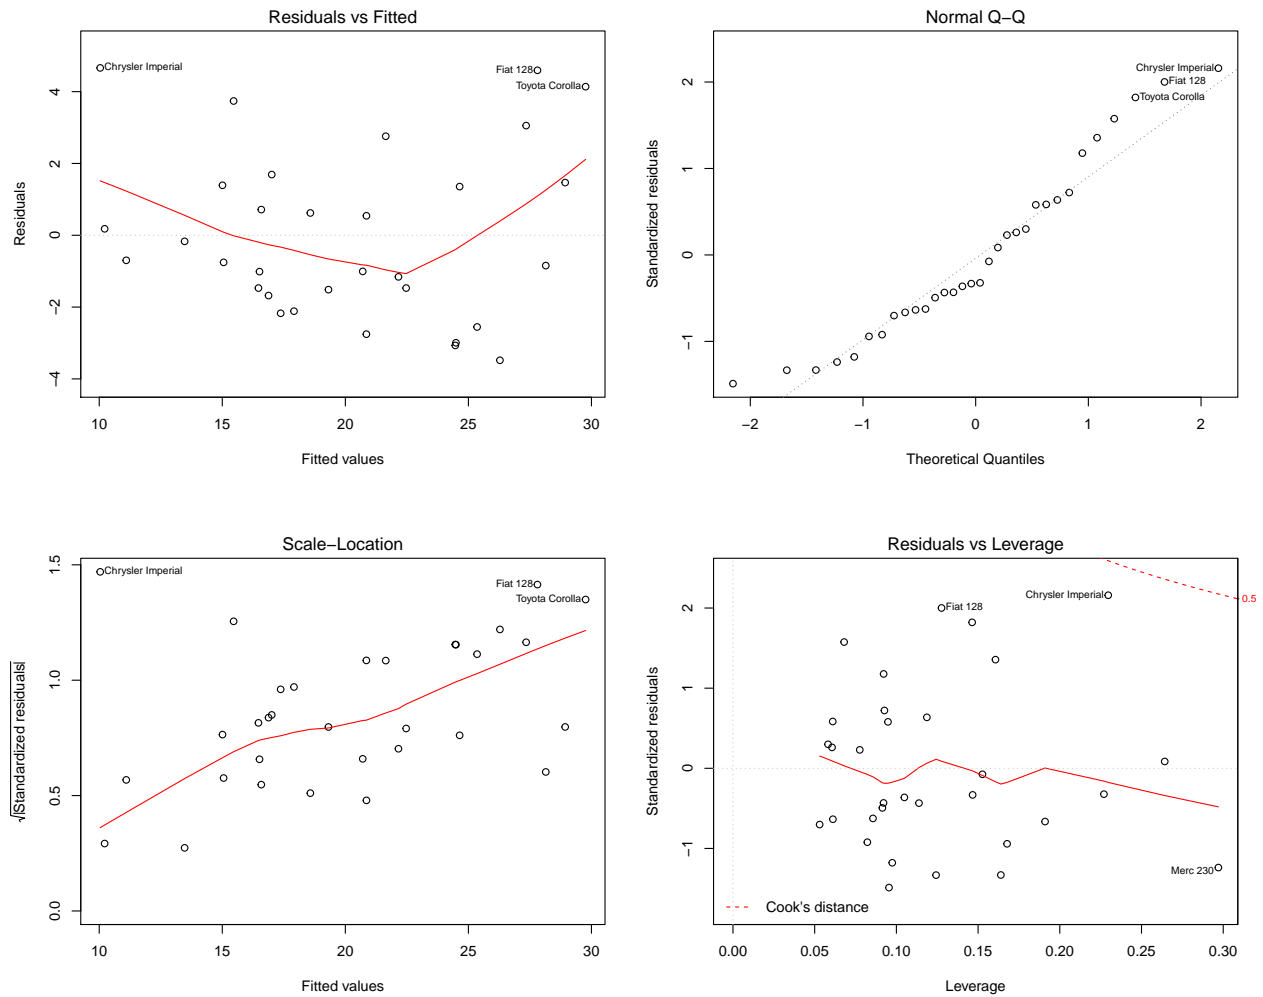 Residuals vs Fitted
Residuals
−4
−2
0
2
4
Chrysler Imperial
Fiat 128
Toyota Corolla
10
15
20
25
30
Fitted values
Normal Q−Q
Standardized residuals
−1
0
1
2
Chrysler Imperial
Fiat 128
Toyota Corolla
−2
−1
0
1
2
Theoretical Quantiles
Scale−Location
√|Standardized residuals|
0.0
0.5
1.0
1.5
Chrysler Imperial
Fiat 128
Toyota Corolla
10
15
20
25
30
Fitted values
Residuals vs Leverage
Standardized residuals
−1
0
1
2
Chrysler Imperial
Fiat 128
0.5
Merc 230
Cook's distance
0.00
0.05
0.10
0.15
0.20
0.25
0.30
Leverage